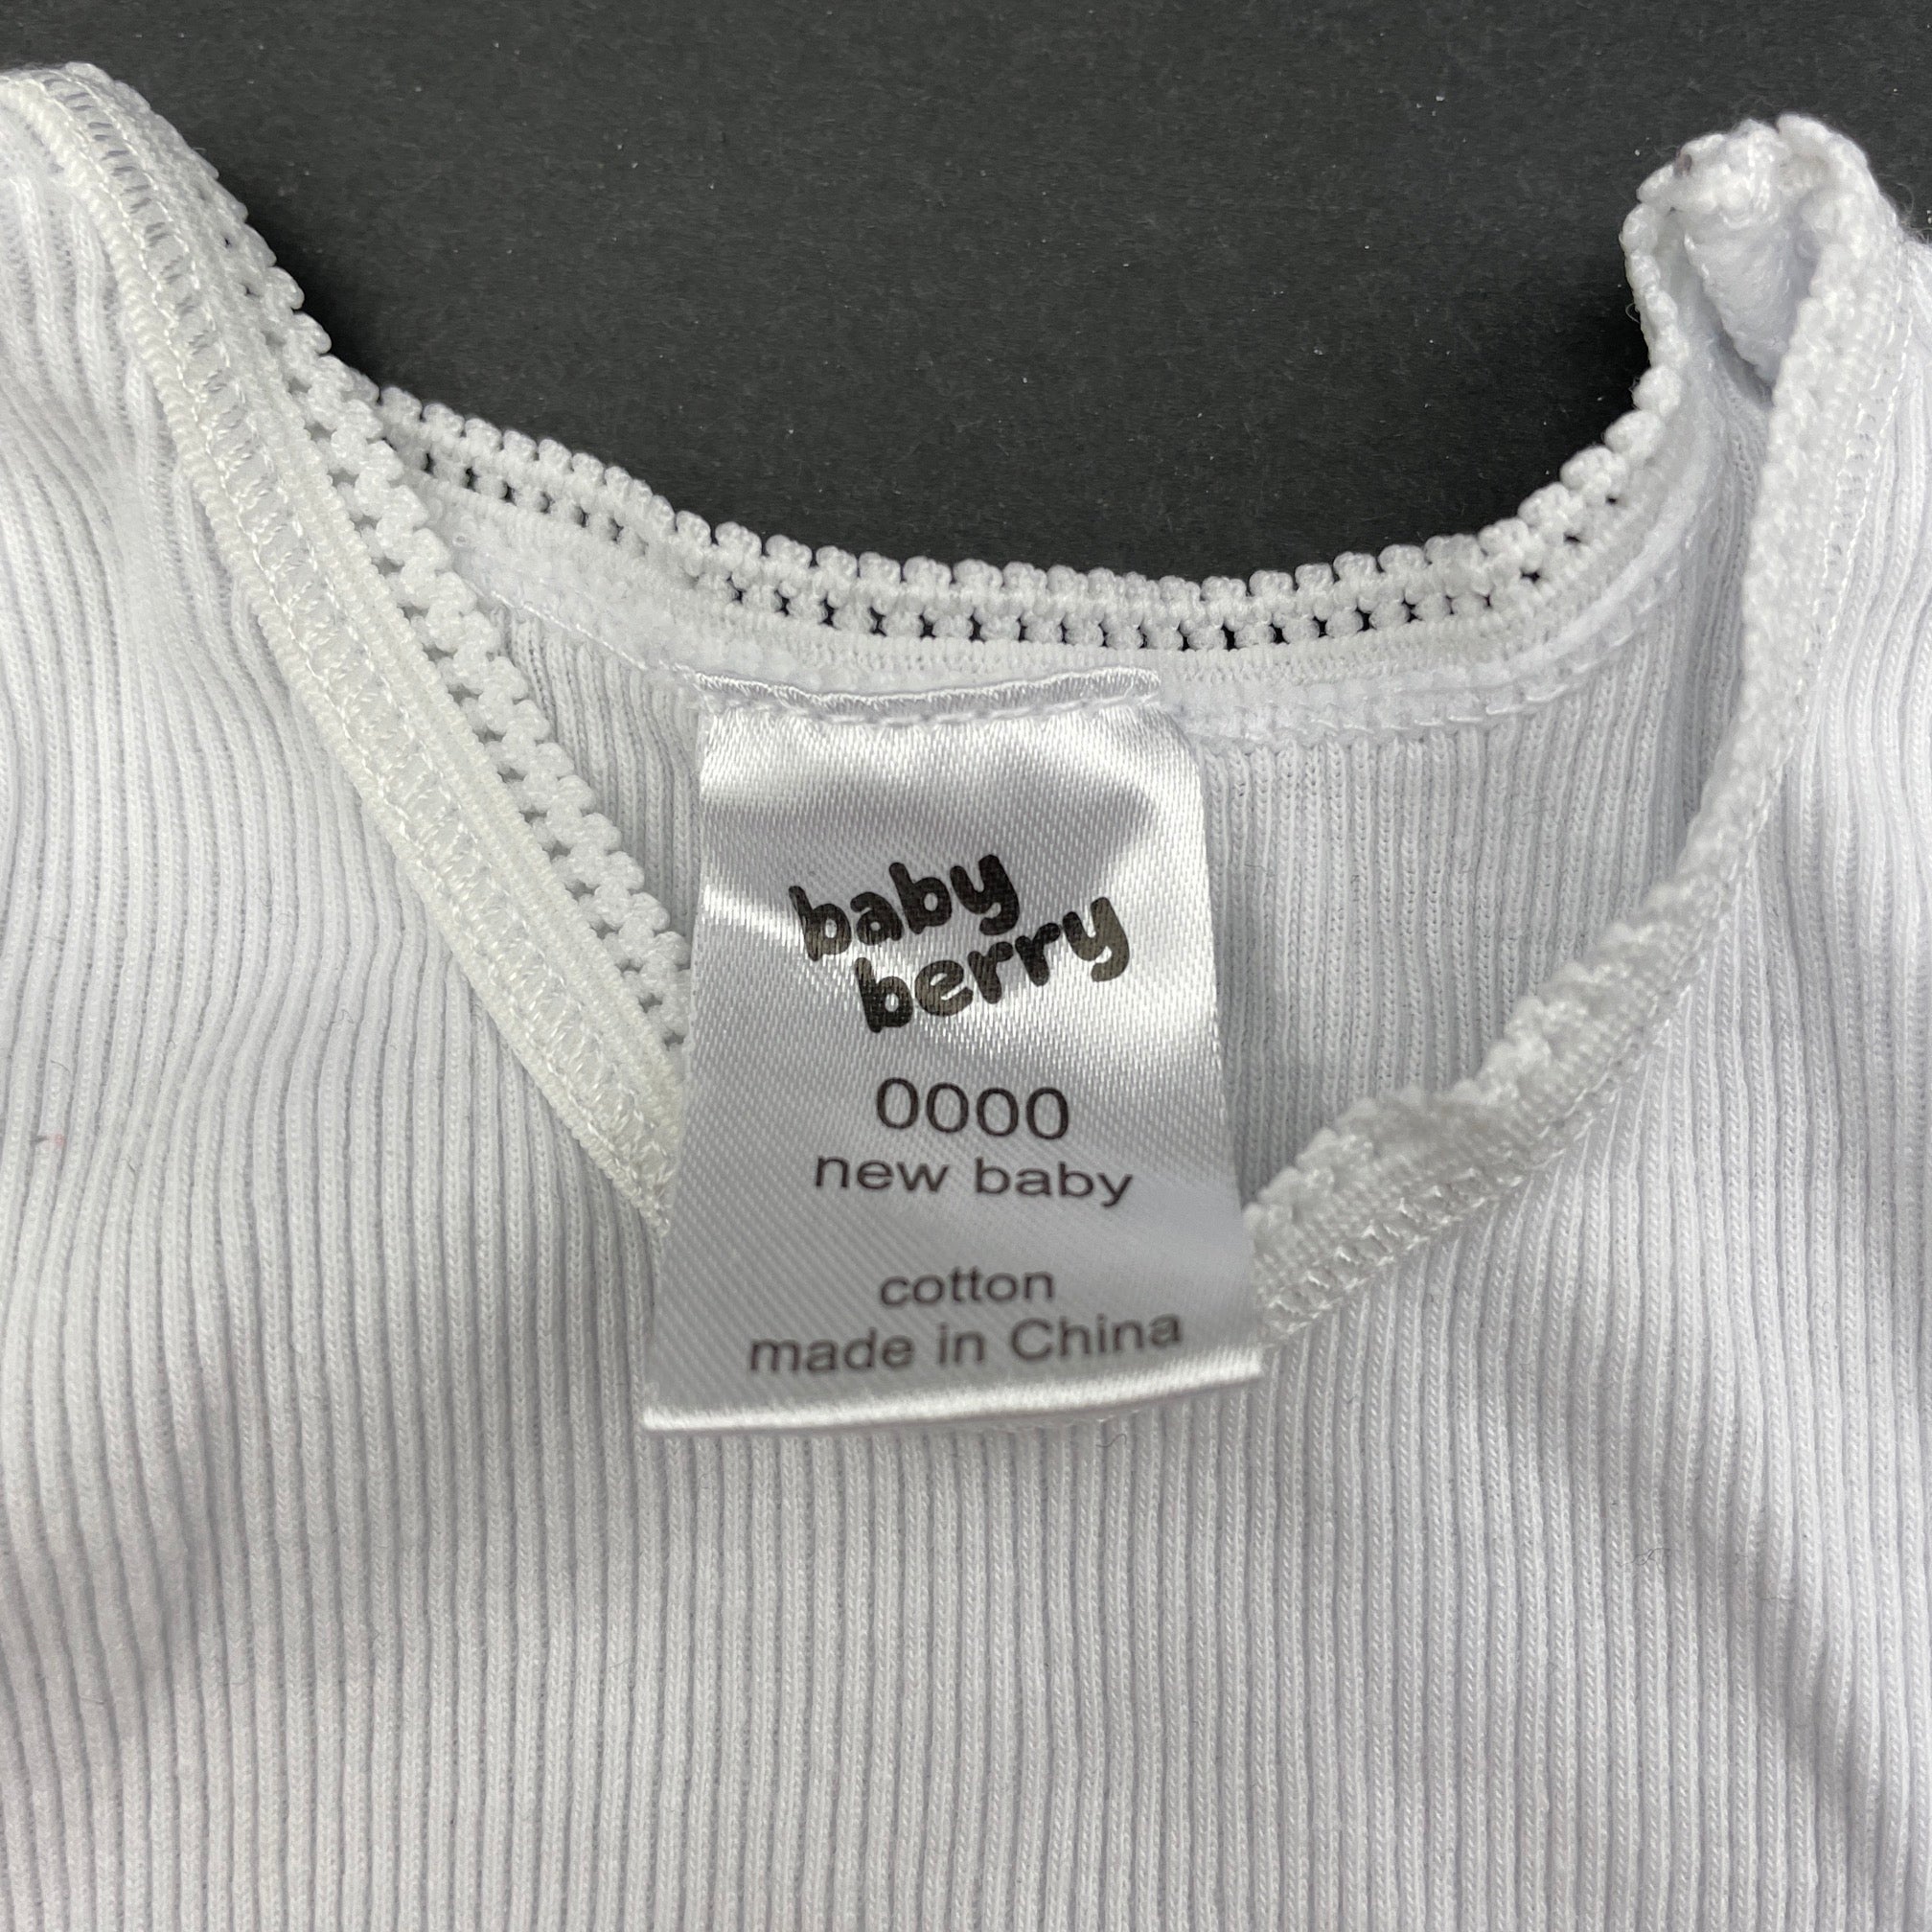 baby
berry
0000
new baby
cotton
made in China